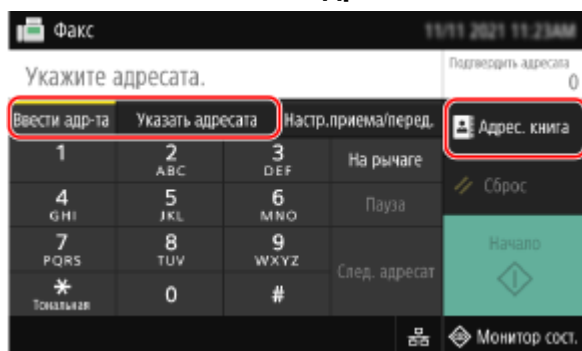 Факс
11/11 2021 11:23AM
Укажите адресата.
Подтвердить адресата
0
Ввести адр-та
Указать адресата
Настр.приема/перед.
Адрес. книга
1
2
ABC
3
DEF
На рычаге
4
GHI
5
JKL
6
MNO
Пауза
Сброс
7
PQRS
8
TUV
9
WXYZ
След. адресат
Начало
*
Тональная
0
#
Монитор сост.